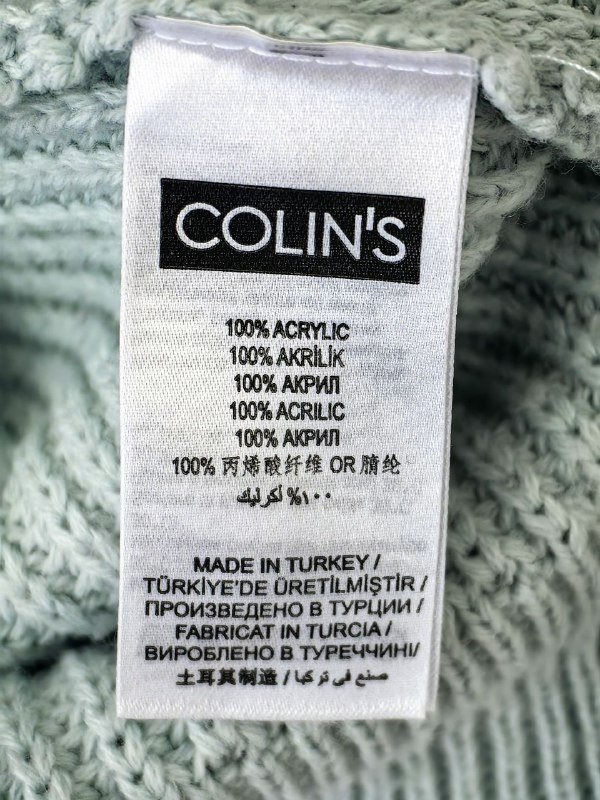 COLIN'S
100% ACRYLIC
100% AKRİLİK
100% АКРИЛ
100% ACRILIC
100% АКРИЛ
100% 丙烯酸纤维 OR 腈纶
%١٠٠ أكرليك
MADE IN TURKEY /
TÜRKİYE'DE ÜRETİLMİŞTİR /
ПРОИЗВЕДЕНО В ТУРЦИИ /
FABRICAT IN TURCIA /
ВИРОБЛЕНО В ТУРЕЧЧИНІ/
土耳其制造 / صنع في تركيا